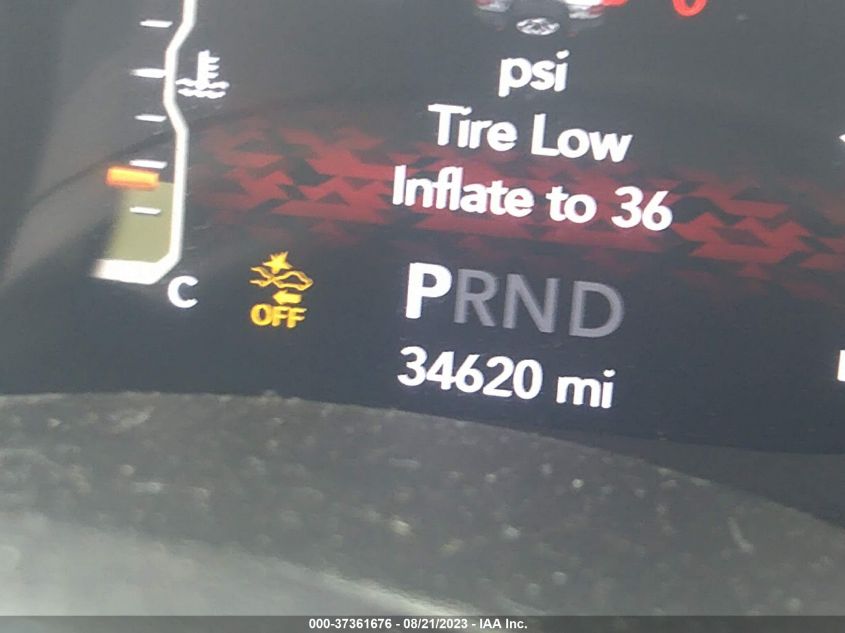 psi
Tire Low
Inflate to 36
C
OFF
PRND
34620 mi
000-37361676 - 08/21/2023 - IAA Inc.